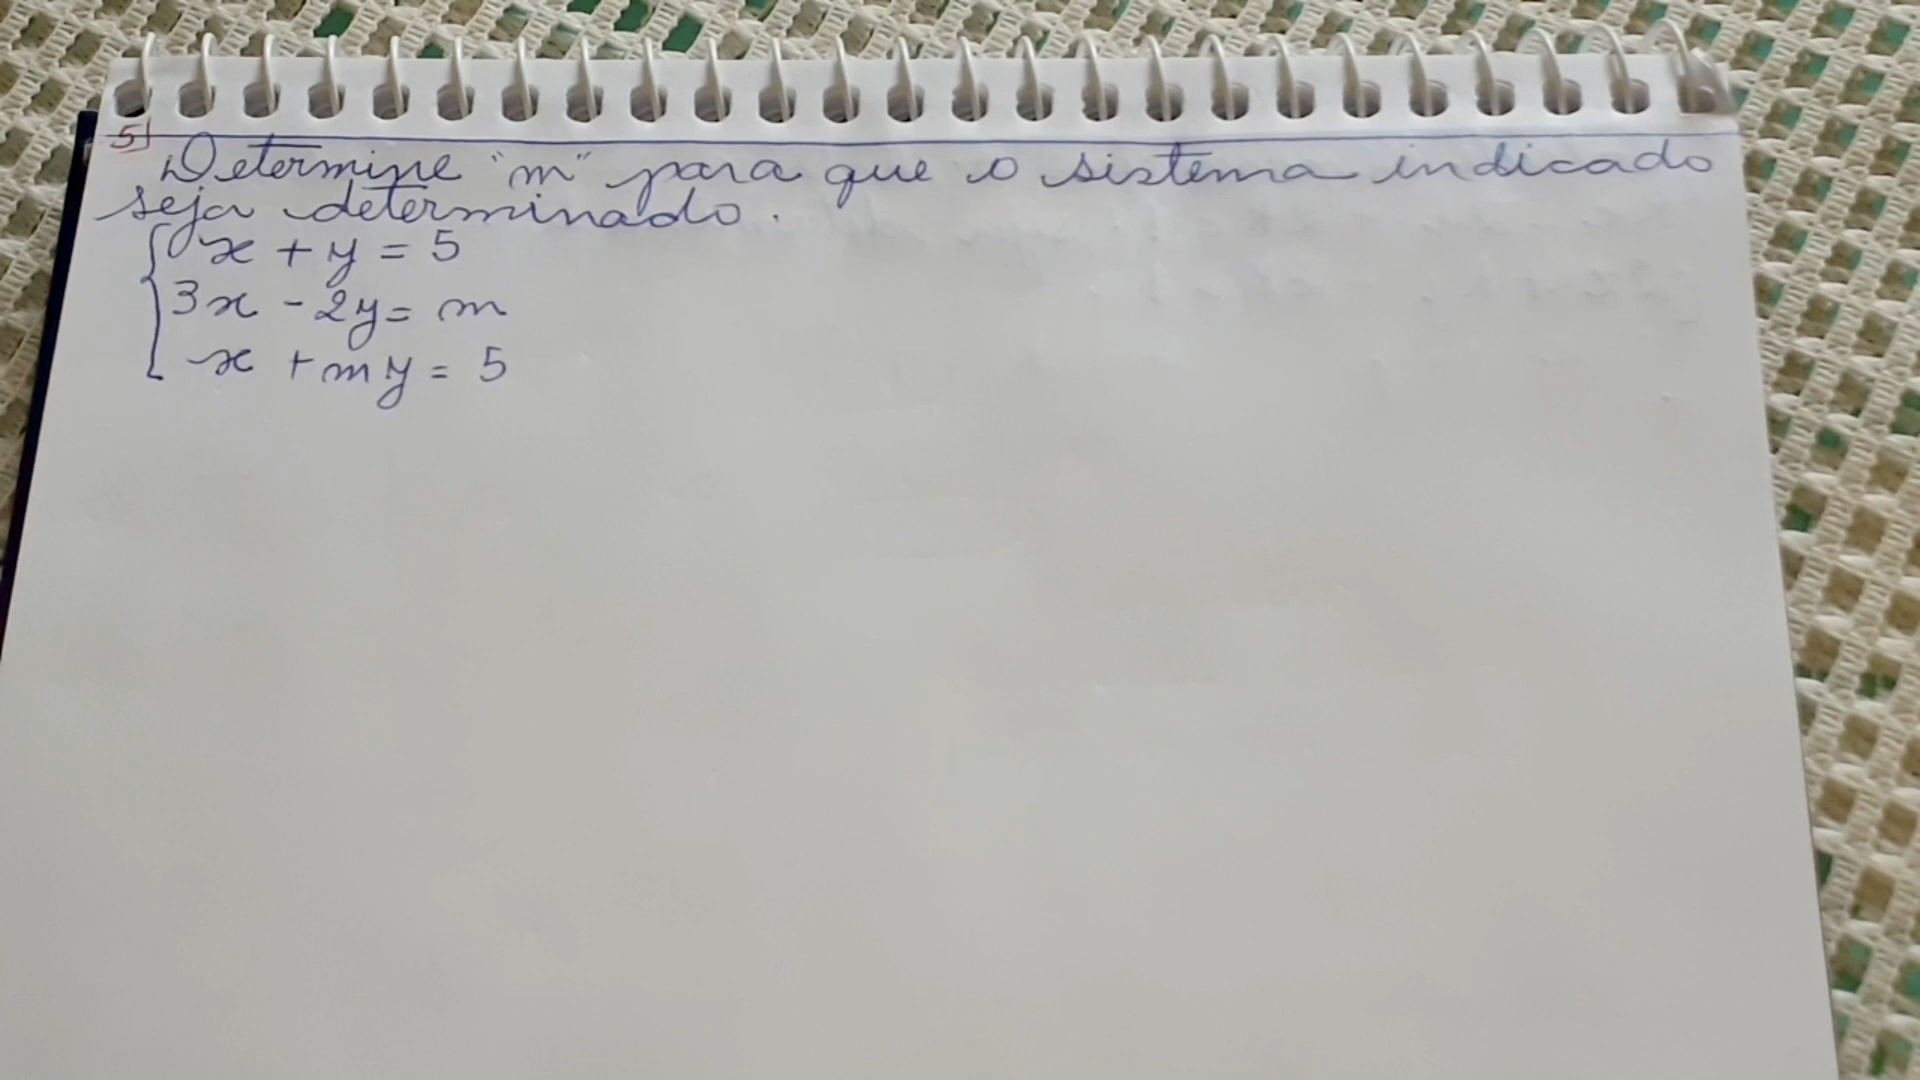 5)
Determine "m" para que o sistema indicado
seja determinado.
x + y = 5
3x - 2y = m
x + my = 5